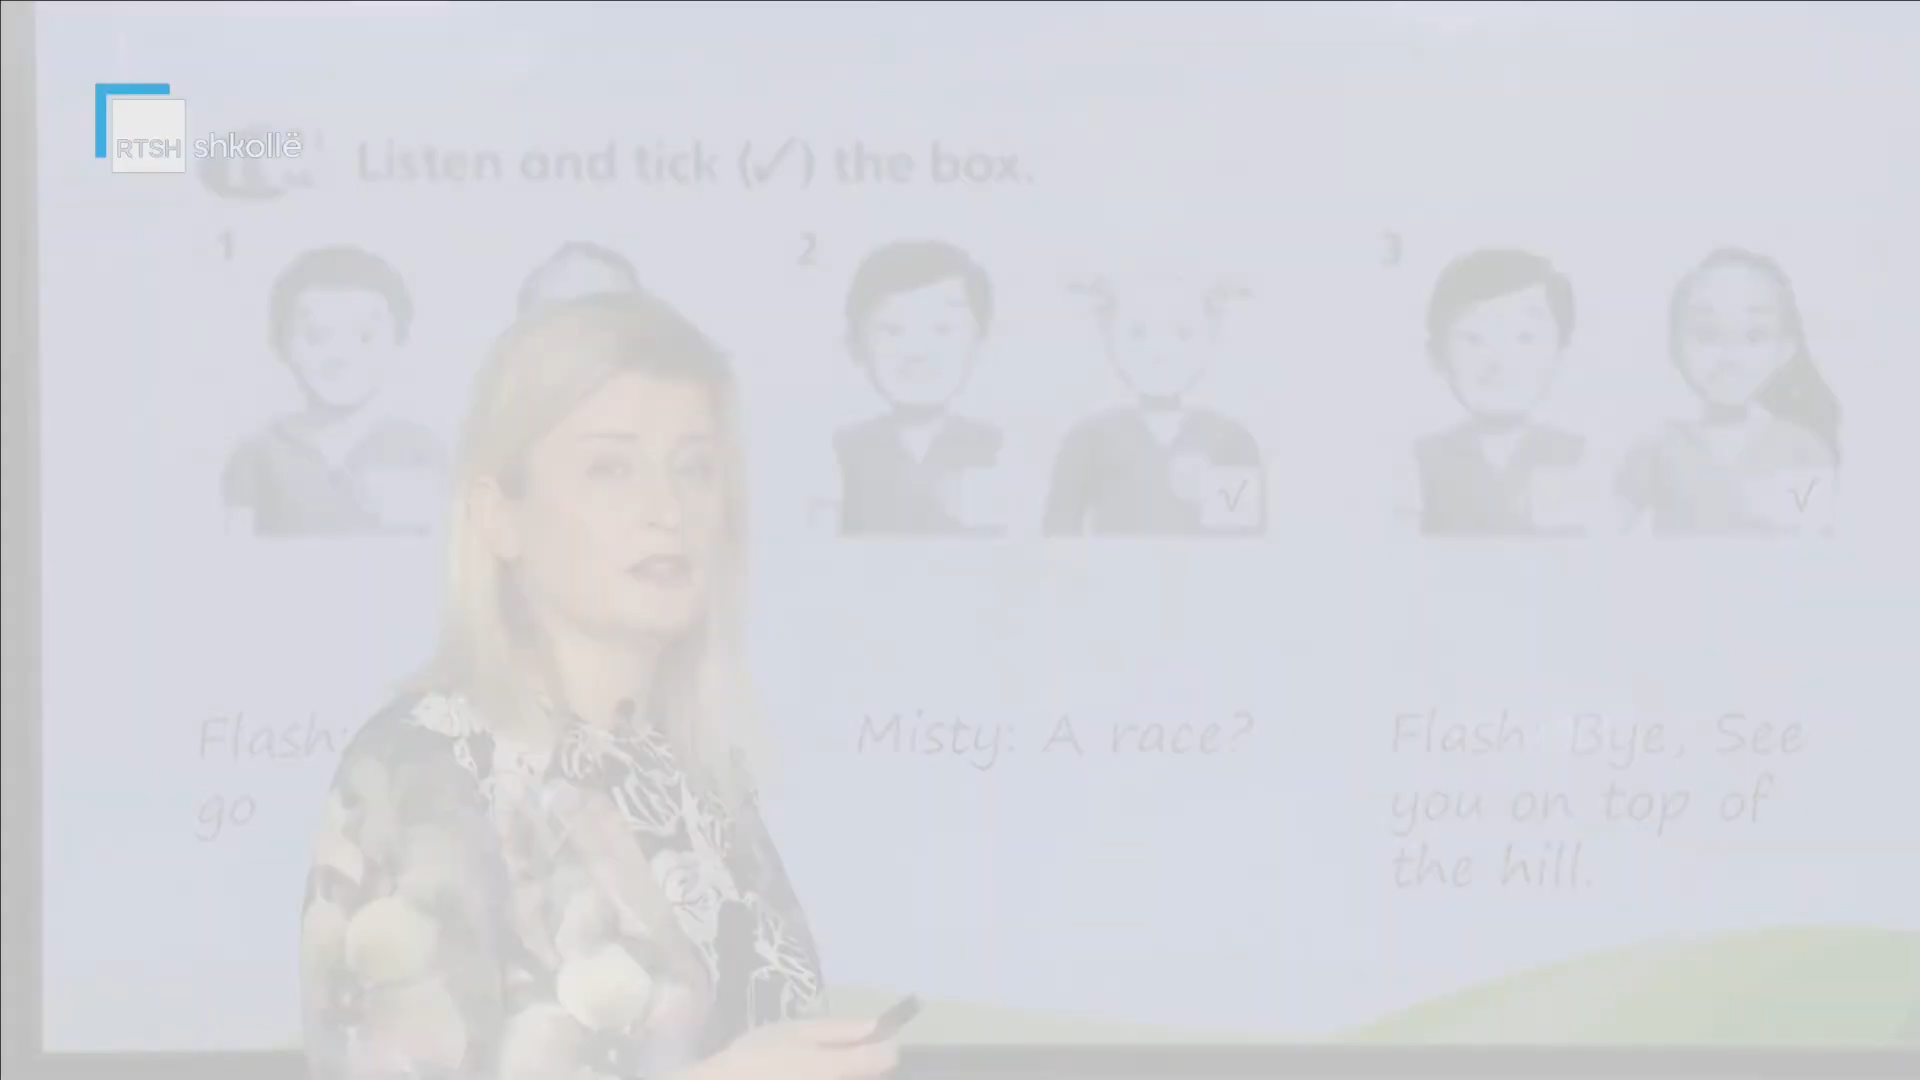 RTSH shkollë
Listen and tick (✓) the box.
1
2
3
Flash:
go
Misty: A race?
Flash: Bye, See
you on top of
the hill.